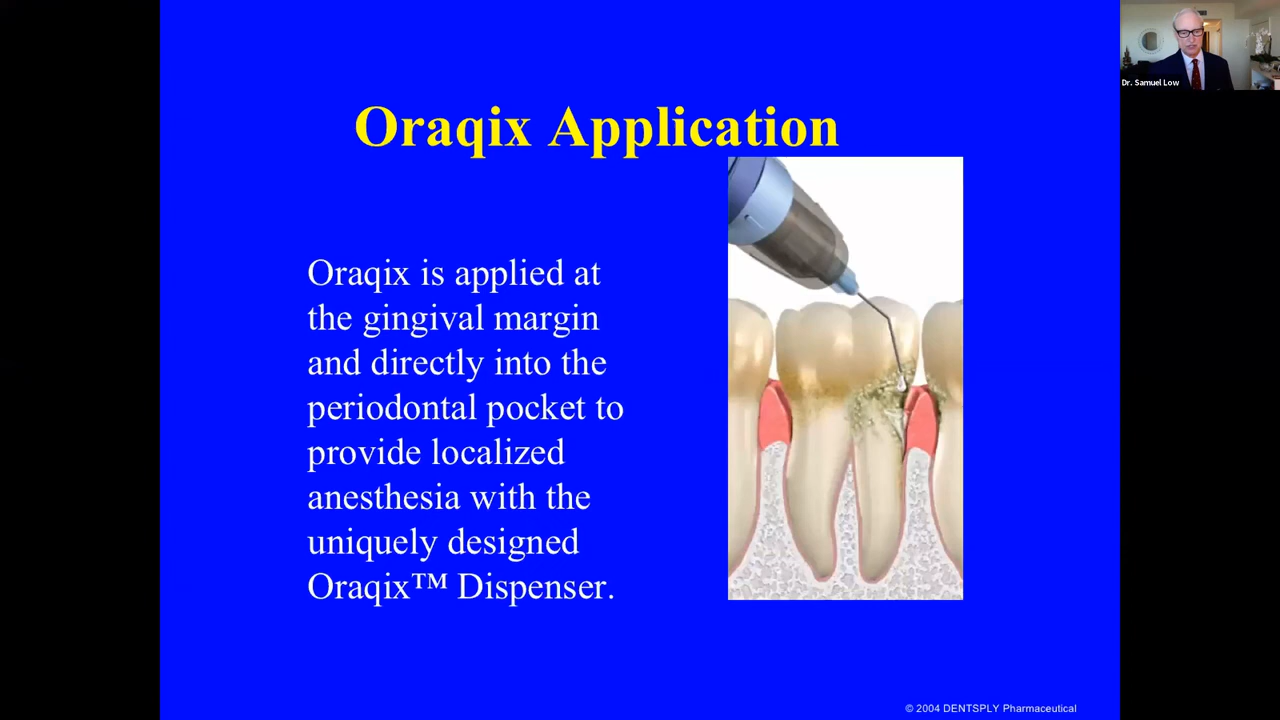 Dr. Samuel Low
Oraqix Application
Oraqix is applied at
the gingival margin
and directly into the
periodontal pocket to
provide localized
anesthesia with the
uniquely designed
Oraqix™ Dispenser.
© 2004 DENTSPLY Pharmaceutical